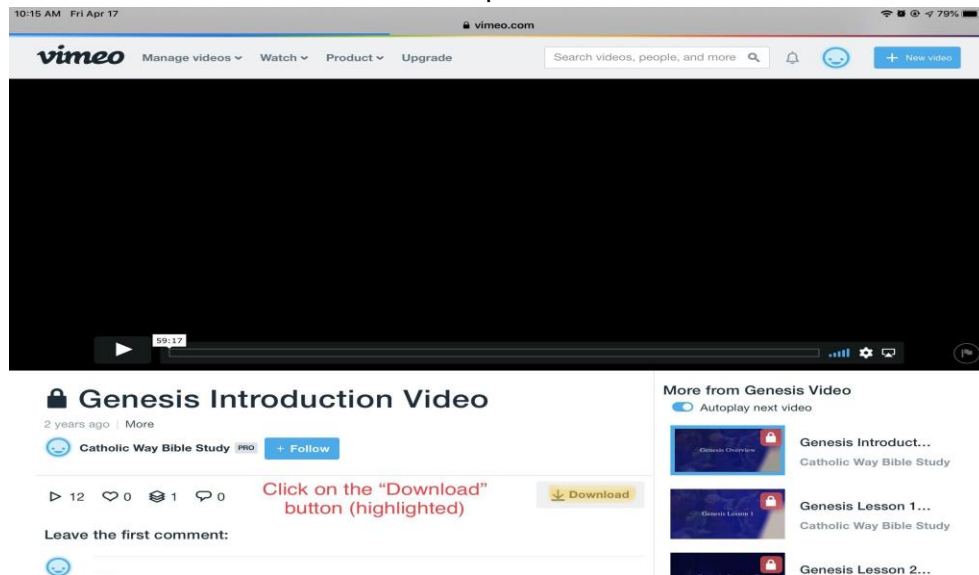 10:15 AM Fri Apr 17
vimeo.com
79%
vimeo
Manage videos
Watch
Product
Upgrade
Search videos, people, and more
+ New video
59:17
Genesis Introduction Video
2 years ago | More
Catholic Way Bible Study PRO
+ Follow
12 0 1 0
Click on the “Download”
button (highlighted)
Download
Leave the first comment:
More from Genesis Video
Autoplay next video
Genesis Overview
Genesis Introduct...
Catholic Way Bible Study
Genesis Lesson 1
Genesis Lesson 1...
Catholic Way Bible Study
Genesis Lesson 2...